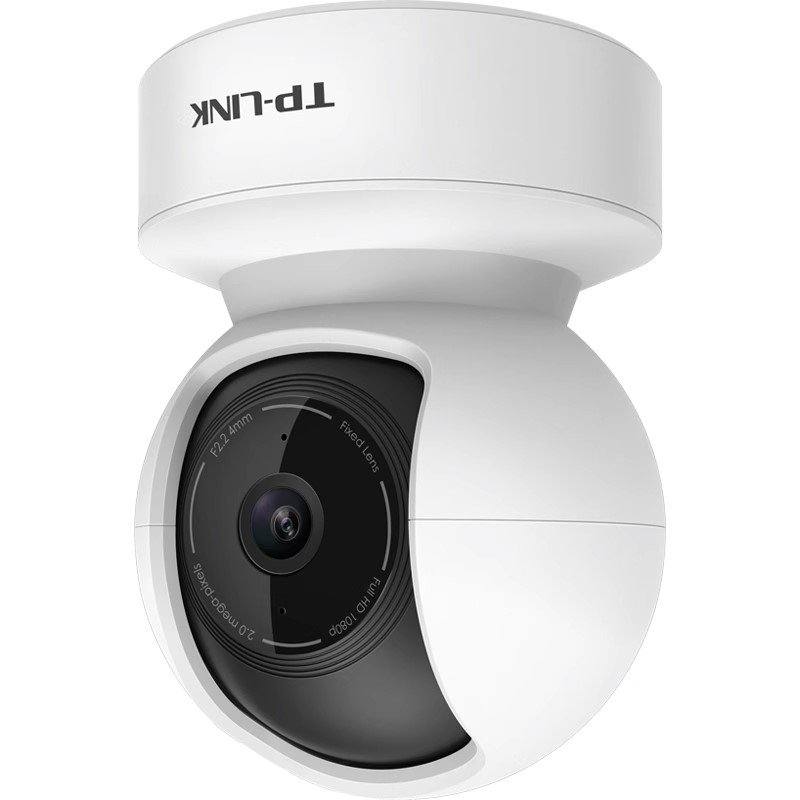 TP-LINK
F2.2 4mm
Fixed Lens
Full HD 1080p
2.0 mega-pixels